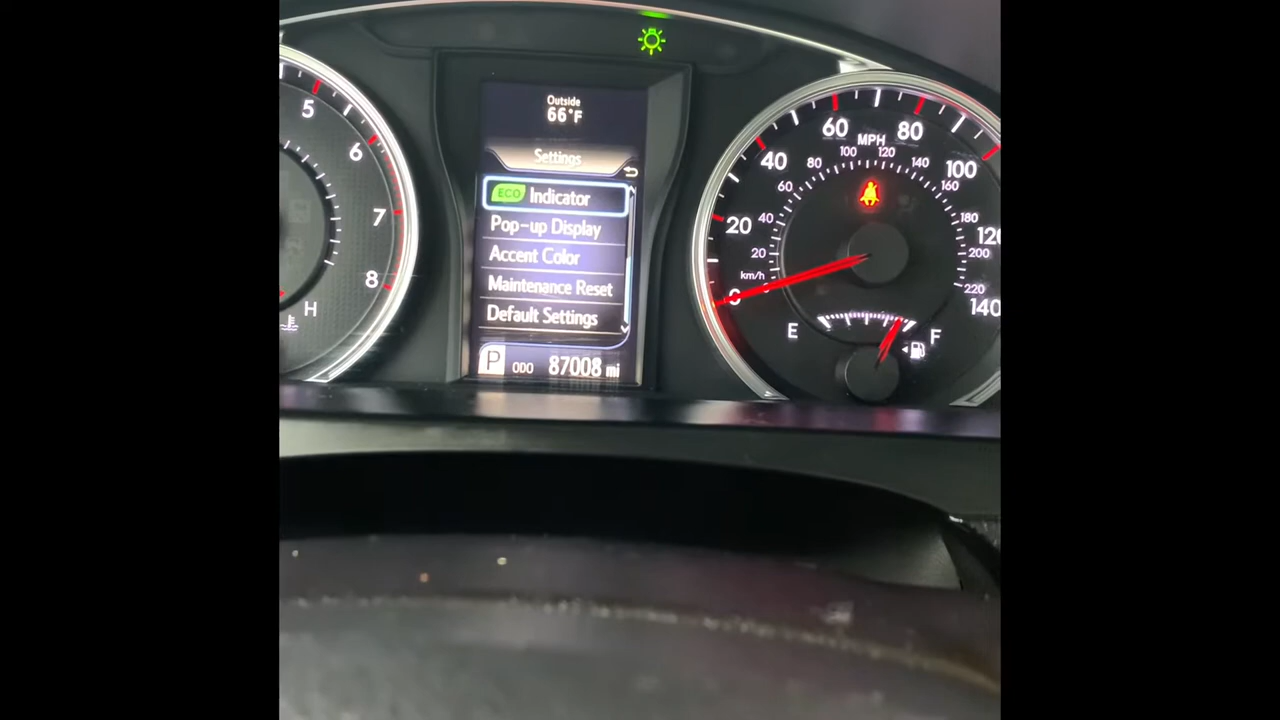 Outside
66°F
Settings
ECO Indicator
Pop-up Display
Accent Color
Maintenance Reset
Default Settings
P ODO 87008 mi
5
6
7
8
H
MPH
0
20
40
60
80
100
120
140
km/h
20
40
60
80
100
120
140
160
180
200
220
E
F